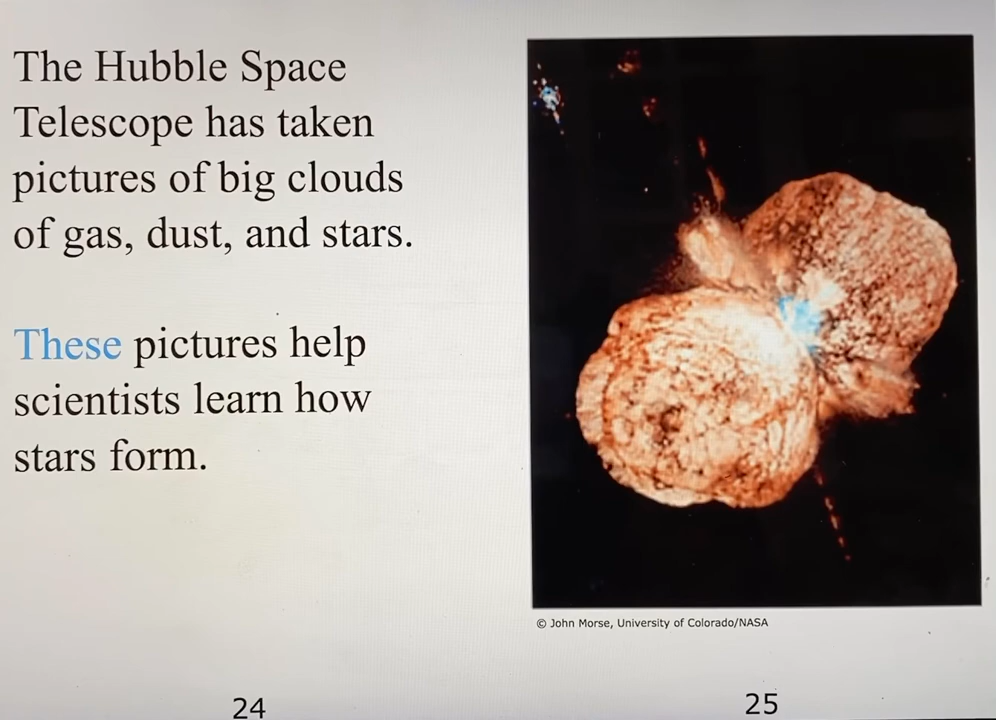 The Hubble Space
Telescope has taken
pictures of big clouds
of gas, dust, and stars.
These pictures help
scientists learn how
stars form.
© John Morse, University of Colorado/NASA
24
25